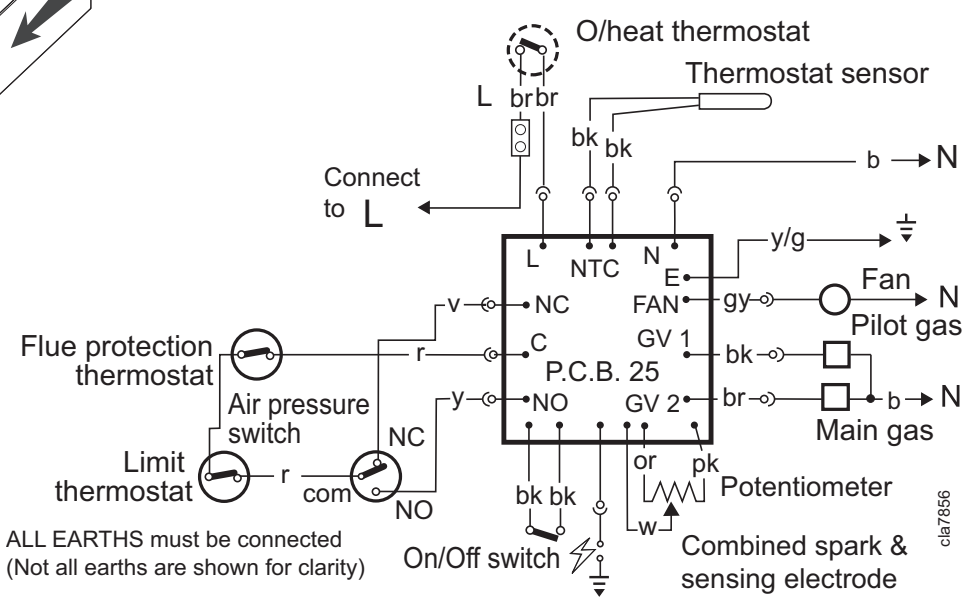 O/heat thermostat
Thermostat sensor
L br br
bk
bk
b N
Connect
to L
y/g
L
NTC
N
E
Fan
v
NC
FAN
gy
N
Pilot gas
Flue protection
thermostat
r
C
GV 1
bk
P.C.B. 25
Air pressure
switch
y
NO
GV 2
br
b N
Main gas
NC
Limit
thermostat
r
com
NO
or
pk
bk bk
Potentiometer
w
ALL EARTHS must be connected
(Not all earths are shown for clarity)
On/Off switch
Combined spark &
sensing electrode
cla7856